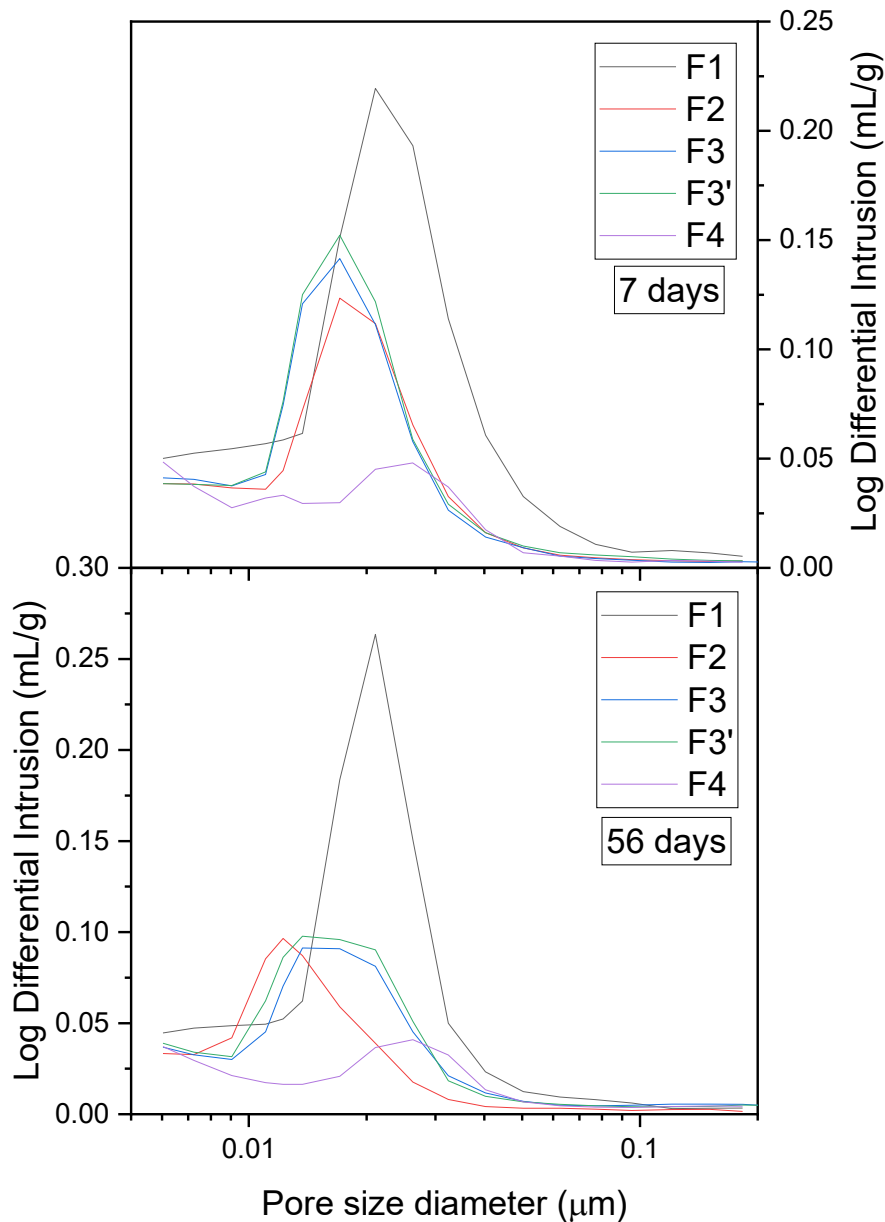 0.25
F1
F2
F3
F3'
F4
7 days
0.20
0.15
0.10
0.05
0.00
Log Differential Intrusion (mL/g)
0.30
0.25
0.20
0.15
0.10
0.05
0.00
Log Differential Intrusion (mL/g)
F1
F2
F3
F3'
F4
56 days
0.01
0.1
Pore size diameter (μm)